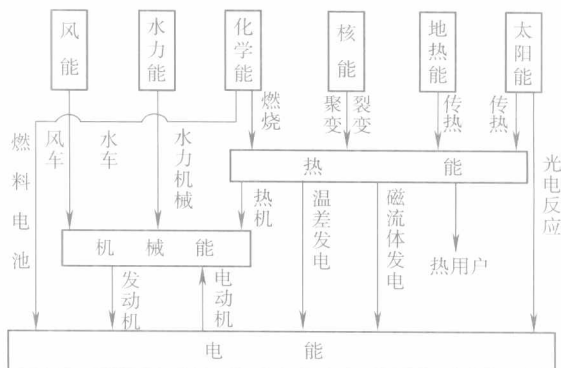 风能
水力能
化学能
核能
地热能
太阳能
燃烧
聚变
裂变
传热
传热
燃料电池
风车
水车
水力机械
热能
光电反应
热机
温差发电
磁流体发电
热用户
机械能
发动机
电动机
电能